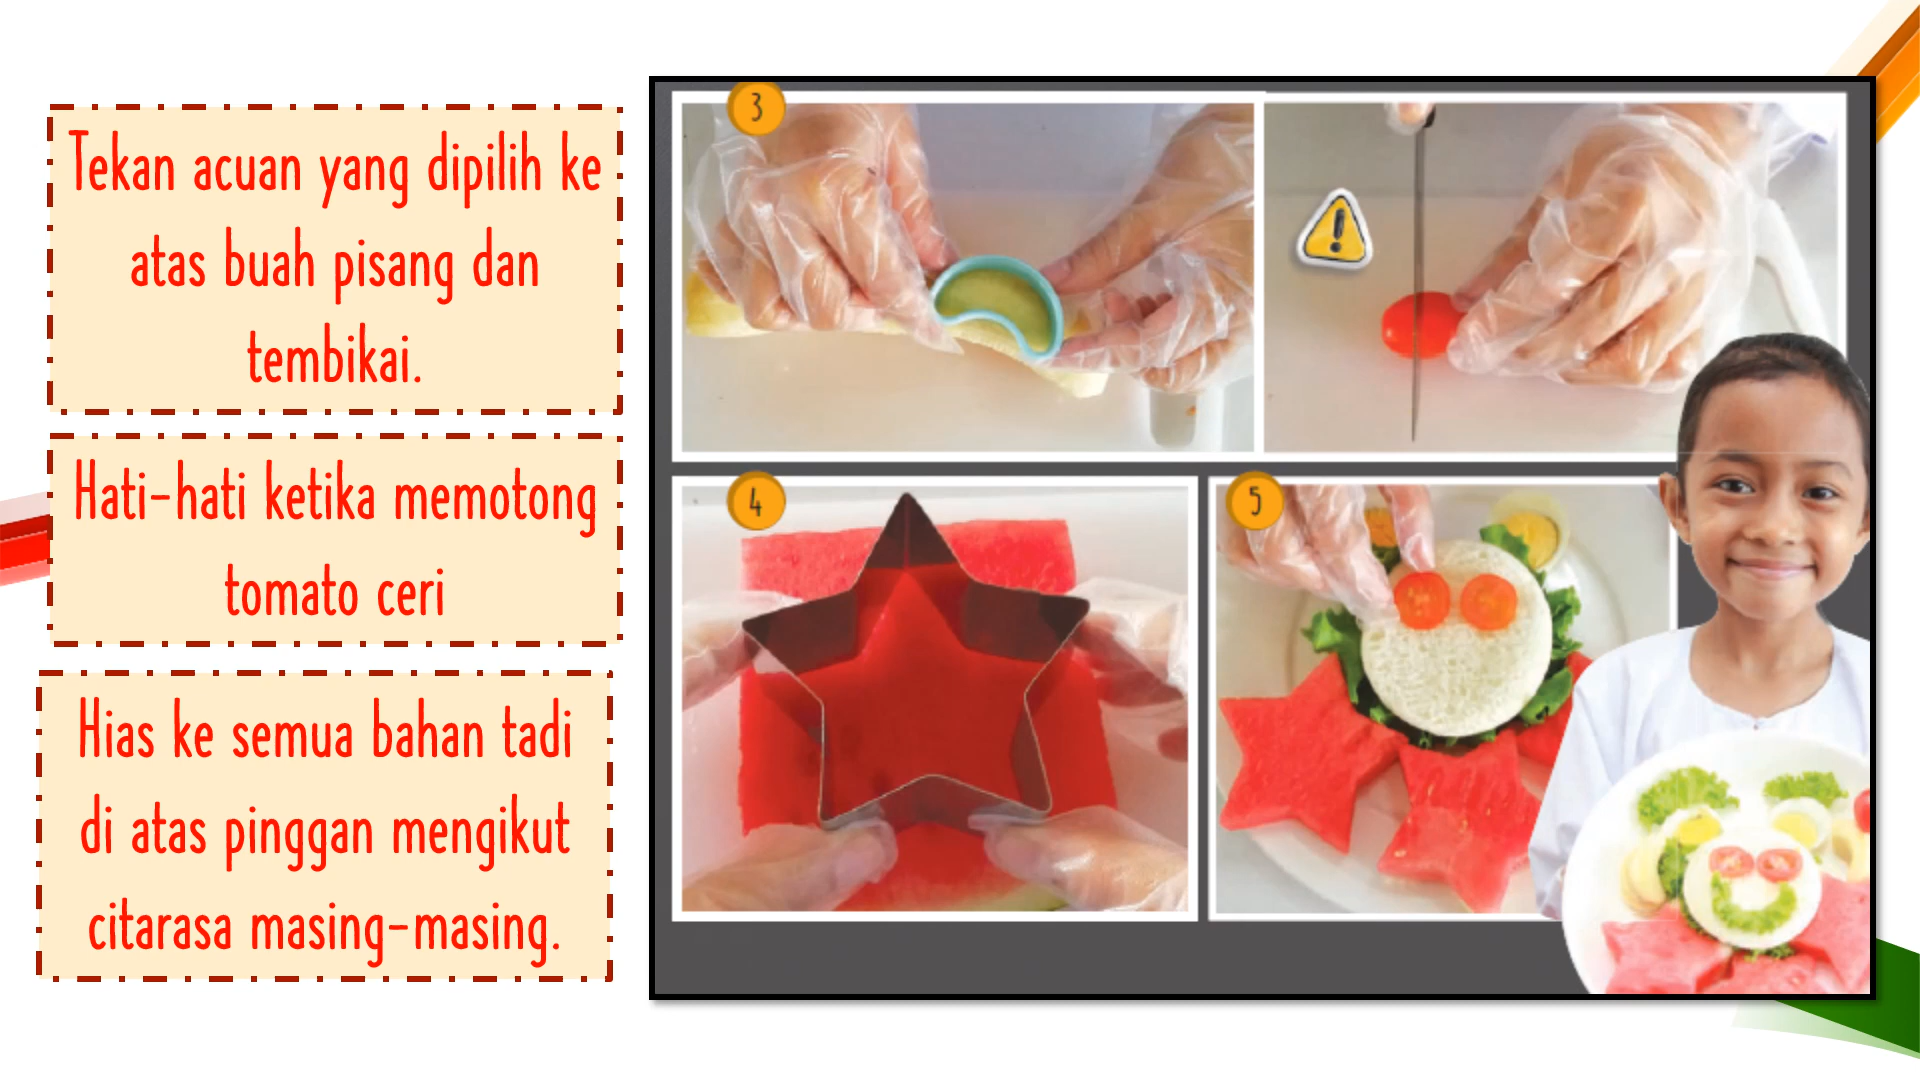 Tekan acuan yang dipilih ke
atas buah pisang dan
tembikai.
Hati-hati ketika memotong
tomato ceri
Hias ke semua bahan tadi
di atas pinggan mengikut
citarasa masing-masing.
3
!
4
5